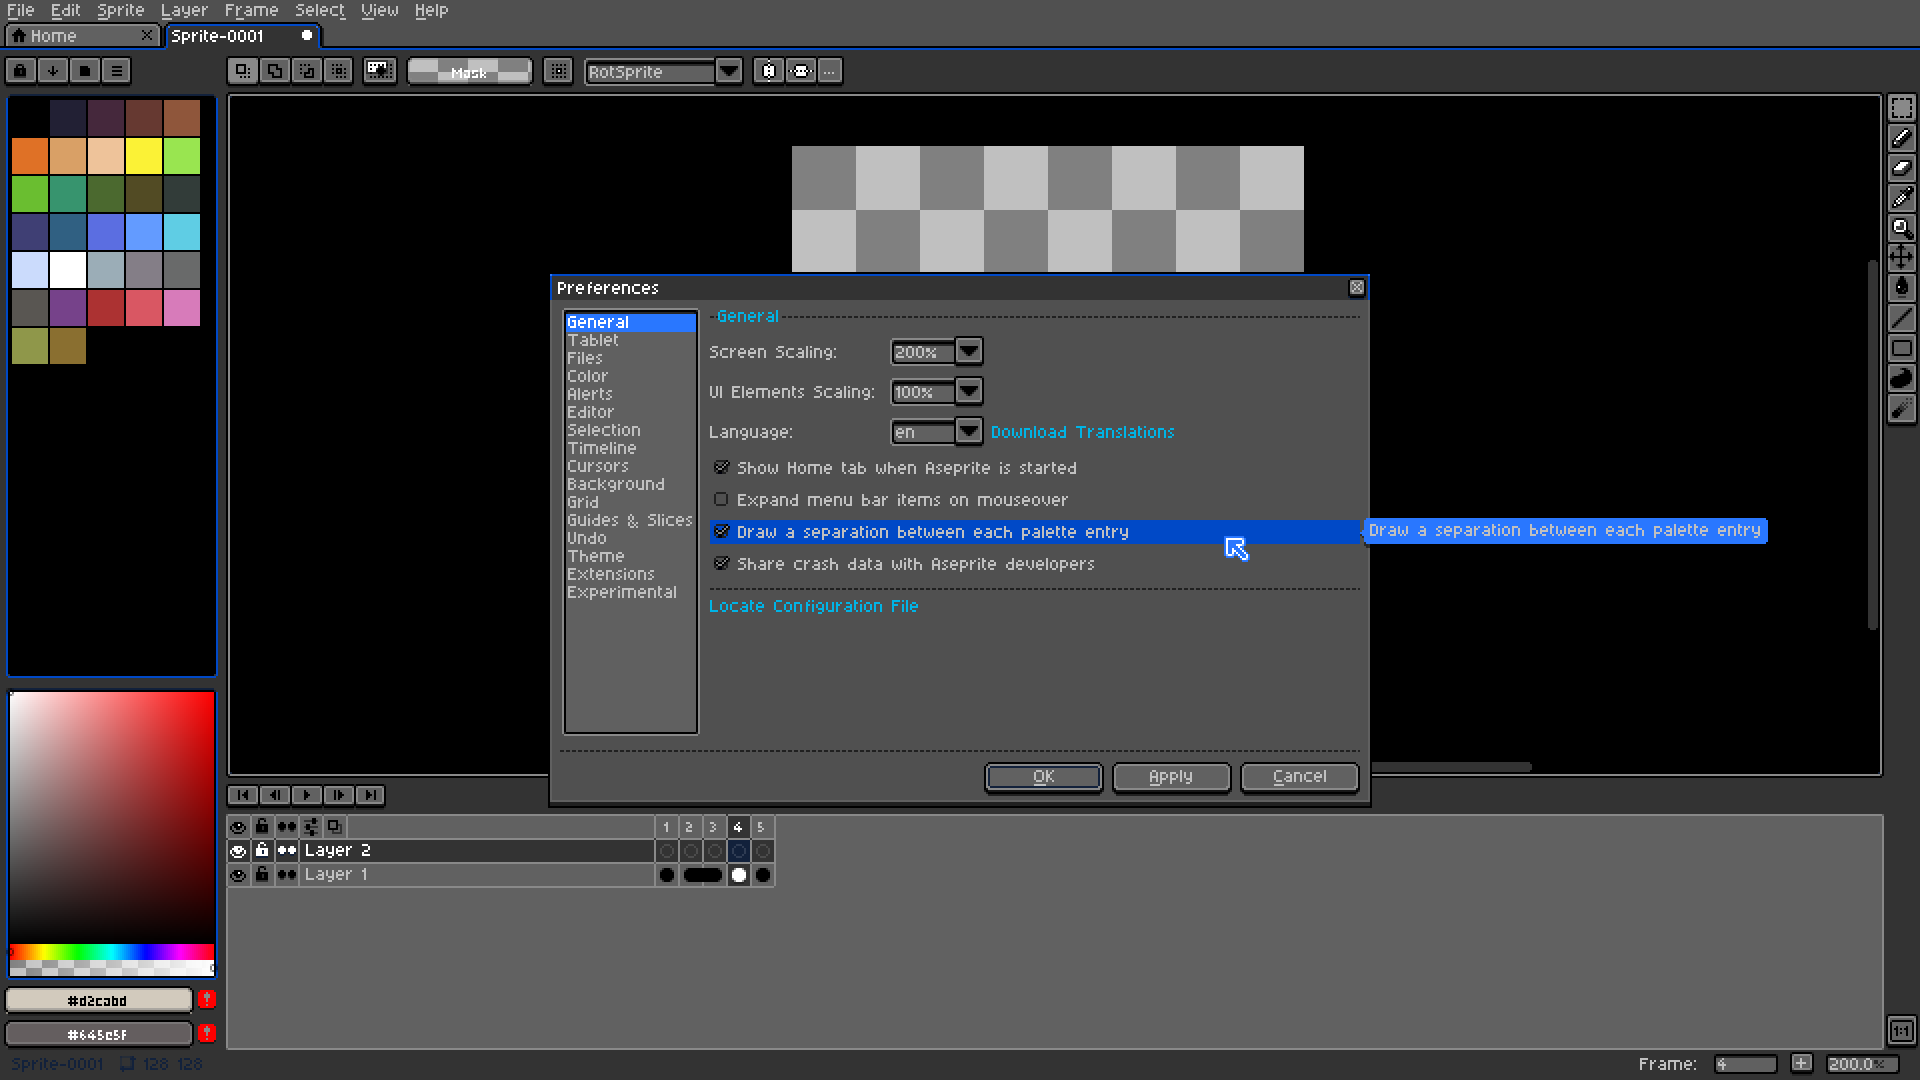 File Edit Sprite Layer Frame Select View Help
Home Sprite-0001
Mask RotSprite ...
Preferences
General
Tablet
Files
Color
Alerts
Editor
Selection
Timeline
Cursors
Background
Grid
Guides & Slices
Undo
Theme
Extensions
Experimental
General
Screen Scaling: 200%
UI Elements Scaling: 100%
Language: en Download Translations
Show Home tab when Aseprite is started
Expand menu bar items on mouseover
Draw a separation between each palette entry
Draw a separation between each palette entry
Share crash data with Aseprite developers
Locate Configuration File
OK Apply Cancel
1 2 3 4 5
Layer 2
Layer 1
#d2cabd
#645e5f
1:1
Sprite-0001 128 128
Frame: 4 + 200.0%